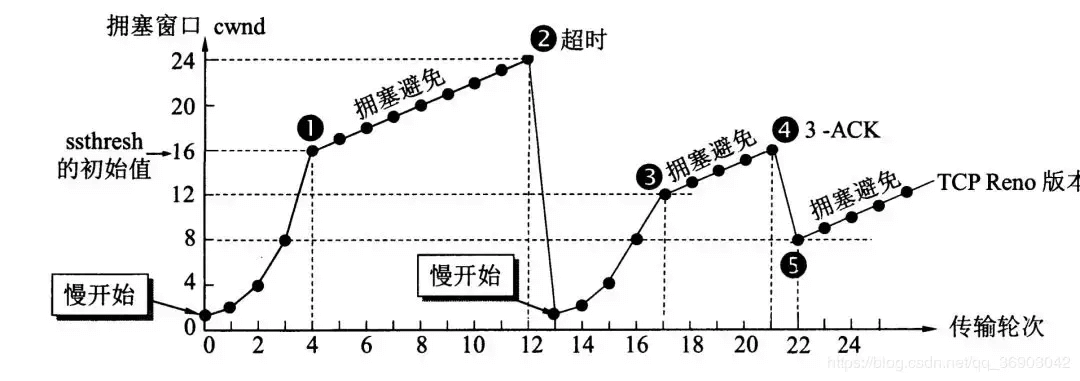 拥塞窗口 cwnd
❷超时
24
拥塞避免
20
❶
❹ 3 -ACK
ssthresh
的初始值
16
❸拥塞避免
TCP Reno 版本
12
拥塞避免
8
❺
慢开始
慢开始
4
0
0 2 4 6 8 10 12 14 16 18 20 22 24
传输轮次
https://blog.csdn.net/qq_36903042